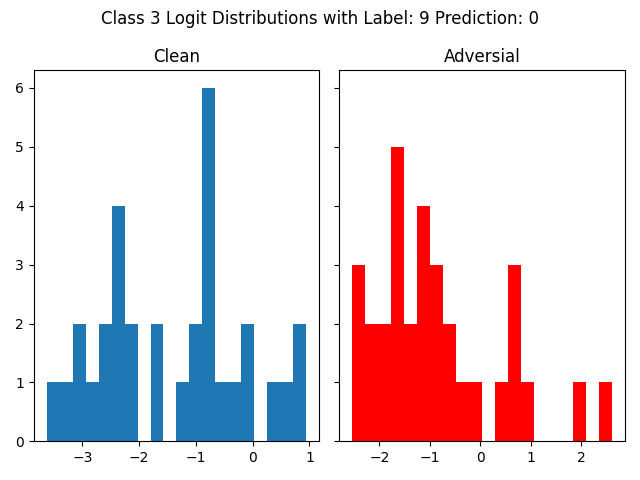 Class 3 Logit Distributions with Label: 9 Prediction: 0
Clean
Adversial
6
5
4
3
2
1
0
−3 −2 −1 0 1
−2 −1 0 1 2